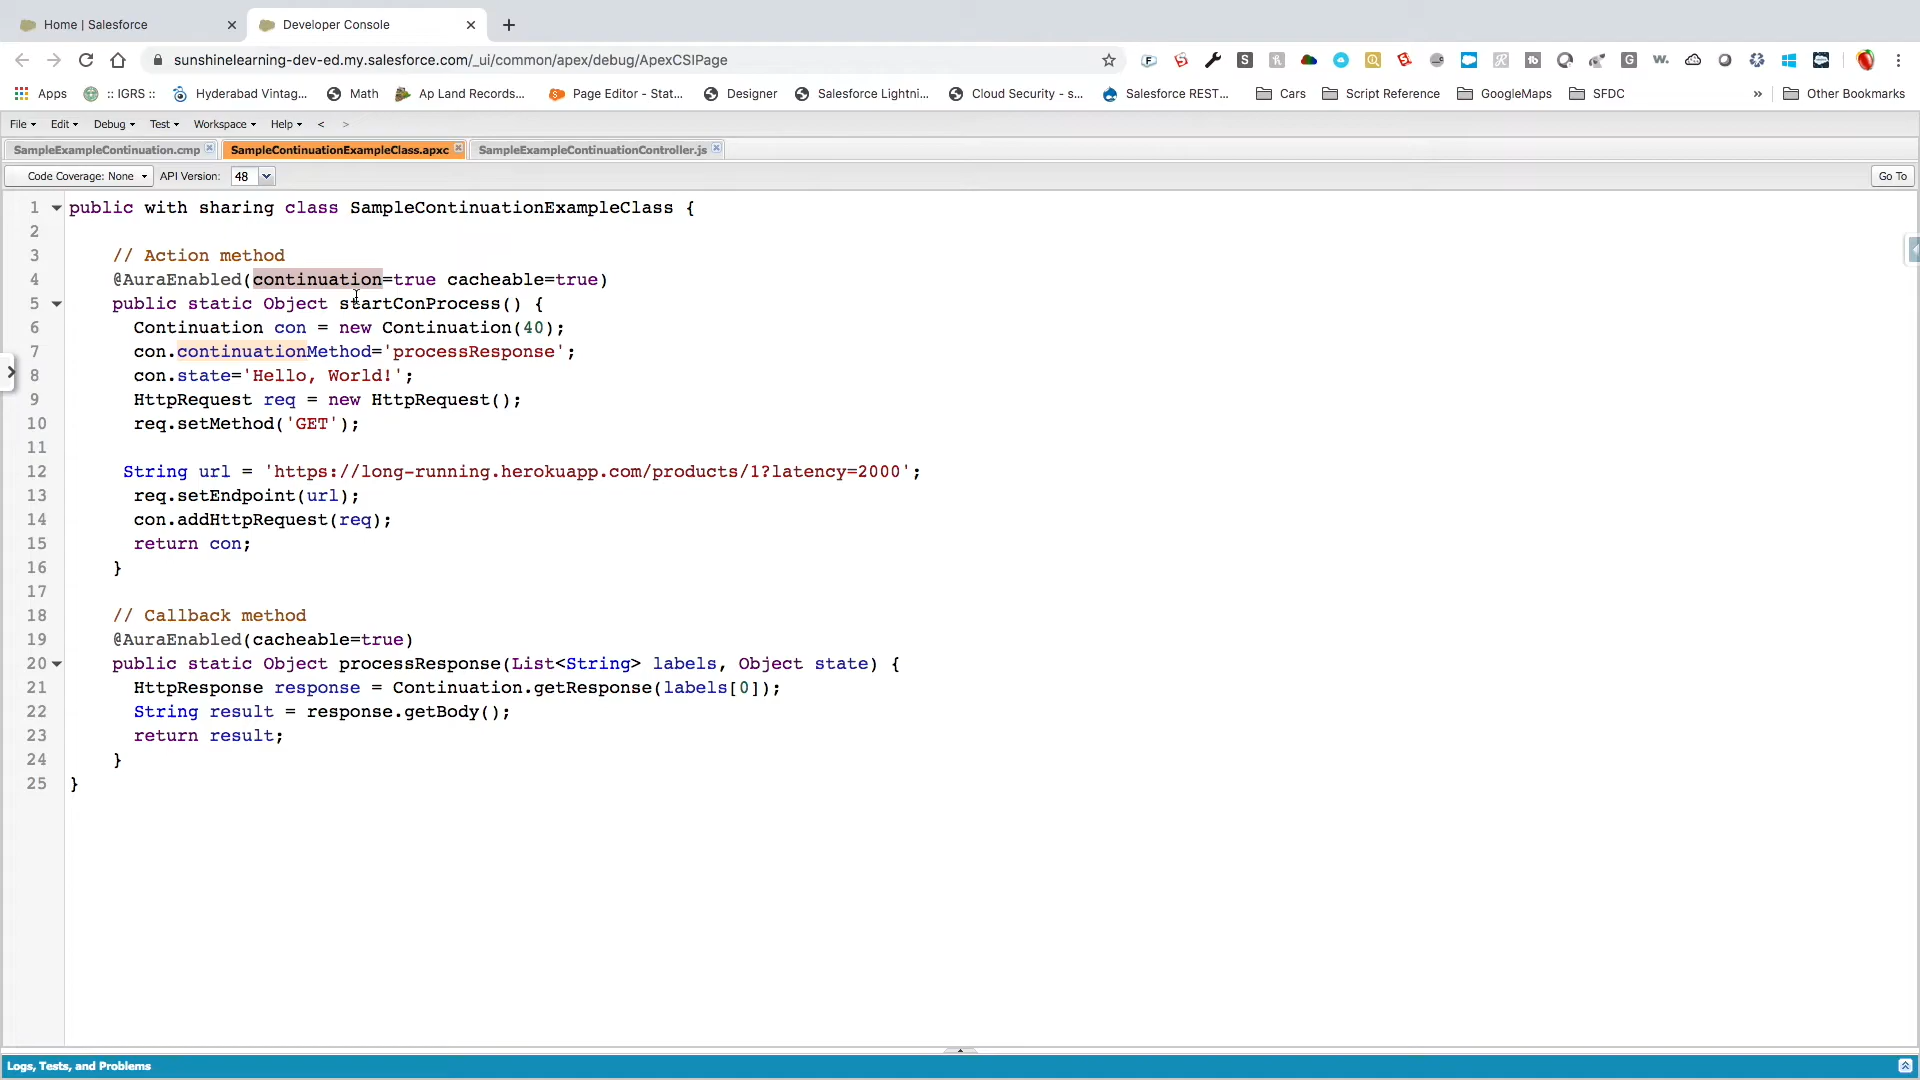 Home | Salesforce
Developer Console
sunshinelearning-dev-ed.my.salesforce.com/_ui/common/apex/debug/ApexCSIPage
Apps
:: IGRS ::
Hyderabad Vintag...
Math
Ap Land Records...
Page Editor - Stat...
Designer
Salesforce Lightni...
Cloud Security - s...
Salesforce REST...
Cars
Script Reference
GoogleMaps
SFDC
»
Other Bookmarks
File Edit Debug Test Workspace Help < >
SampleExampleContinuation.cmp
SampleContinuationExampleClass.apxc
SampleExampleContinuationController.js
Code Coverage: None API Version: 48 Go To
1 public with sharing class SampleContinuationExampleClass {
2
3 // Action method
4 @AuraEnabled(continuation=true cacheable=true)
5 public static Object startConProcess() {
6 Continuation con = new Continuation(40);
7 con.continuationMethod='processResponse';
8 con.state='Hello, World!';
9 HttpRequest req = new HttpRequest();
10 req.setMethod('GET');
11
12 String url = 'https://long-running.herokuapp.com/products/1?latency=2000';
13 req.setEndpoint(url);
14 con.addHttpRequest(req);
15 return con;
16 }
17
18 // Callback method
19 @AuraEnabled(cacheable=true)
20 public static Object processResponse(List<String> labels, Object state) {
21 HttpResponse response = Continuation.getResponse(labels[0]);
22 String result = response.getBody();
23 return result;
24 }
25 }
Logs, Tests, and Problems